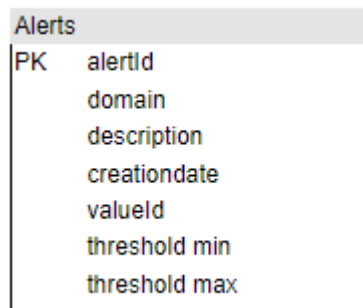 Alerts
PK alertId
domain
description
creationdate
valueId
threshold min
threshold max